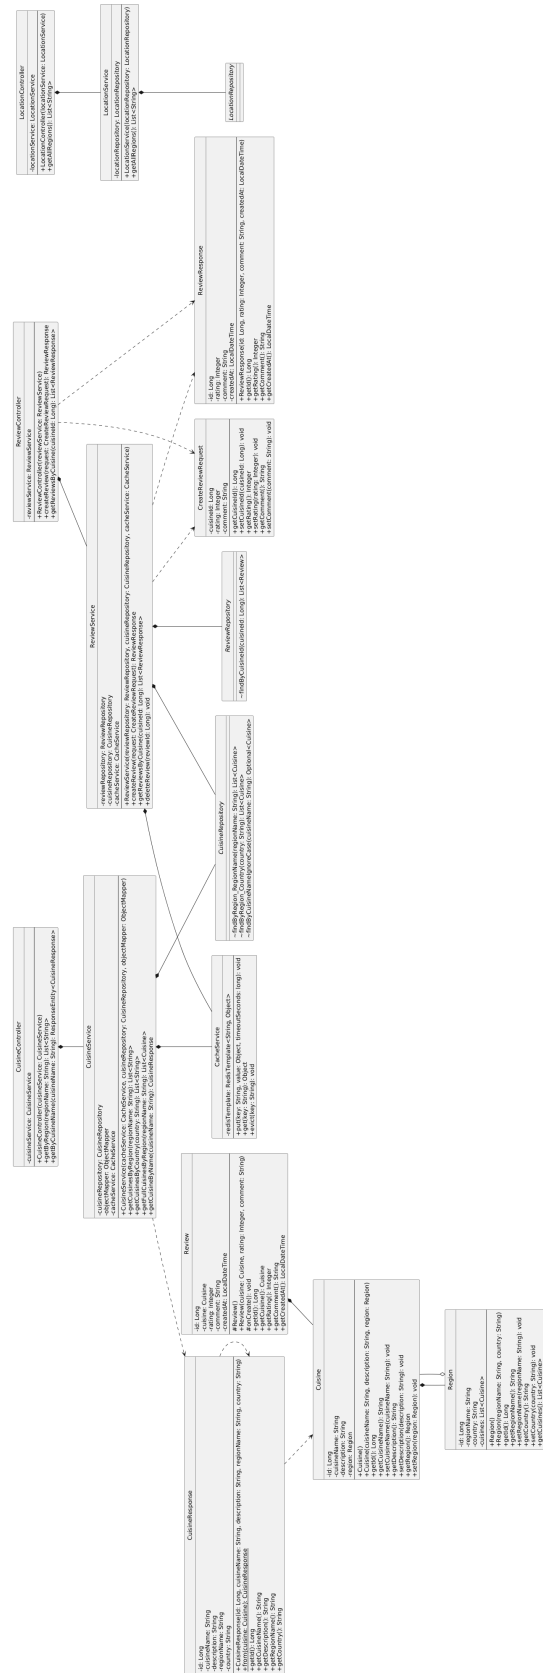 LocationController
-locationService: LocationService
+LocationController(locationService: LocationService)
+getAllRegions(): List<String>
LocationService
-locationRepository: LocationRepository
+LocationService(locationRepository: LocationRepository)
+getAllRegions(): List<String>
LocationRepository
ReviewController
-reviewService: ReviewService
+ReviewController(reviewService: ReviewService)
+createReview(request: CreateReviewRequest): ReviewResponse
+getReviewsByCuisine(cuisineId: Long): List<ReviewResponse>
ReviewService
-reviewRepository: ReviewRepository
-cuisineRepository: CuisineRepository
-cacheService: CacheService
+ReviewService(reviewRepository: ReviewRepository, cuisineRepository: CuisineRepository, cacheService: CacheService)
+createReview(request: CreateReviewRequest): ReviewResponse
+getReviewsByCuisine(cuisineId: Long): List<ReviewResponse>
+deleteReview(reviewId: Long): void
ReviewResponse
-id: Long
-rating: Integer
-comment: String
-createdAt: LocalDateTime
+ReviewResponse(id: Long, rating: Integer, comment: String, createdAt: LocalDateTime)
+getId(): Long
+getRating(): Integer
+getComment(): String
+getCreatedAt(): LocalDateTime
CreateReviewRequest
-cuisineId: Long
-rating: Integer
-comment: String
+getCuisineId(): Long
+setCuisineId(cuisineId: Long): void
+getRating(): Integer
+setRating(rating: Integer): void
+getComment(): String
+setComment(comment: String): void
ReviewRepository
~findByCuisineId(cuisineId: Long): List<Review>
CuisineController
-cuisineService: CuisineService
+CuisineController(cuisineService: CuisineService)
+getByRegion(regionName: String): List<String>
+getByCuisineName(cuisineName: String): ResponseEntity<CuisineResponse>
CuisineService
-cuisineRepository: CuisineRepository
-objectMapper: ObjectMapper
-cacheService: CacheService
+CuisineService(cacheService: CacheService, cuisineRepository: CuisineRepository, objectMapper: ObjectMapper)
+getCuisinesByRegion(regionName: String): List<String>
+getCuisinesByCountry(country: String): List<String>
+getFullCuisinesByRegion(regionName: String): List<Cuisine>
+getCuisineByName(cuisineName: String): CuisineResponse
CuisineRepository
~findByRegion_RegionName(regionName: String): List<Cuisine>
~findByRegion_Country(country: String): List<Cuisine>
~findByCuisineNameIgnoreCase(cuisineName: String): Optional<Cuisine>
CacheService
-redisTemplate: RedisTemplate<String, Object>
+put(key: String, value: Object, timeoutSeconds: long): void
+get(key: String): Object
+evict(key: String): void
Review
-id: Long
-cuisine: Cuisine
-rating: Integer
-comment: String
-createdAt: LocalDateTime
#Review()
+Review(cuisine: Cuisine, rating: Integer, comment: String)
#onCreate(): void
+getId(): Long
+getCuisine(): Cuisine
+getRating(): Integer
+getComment(): String
+getCreatedAt(): LocalDateTime
CuisineResponse
-id: Long
-cuisineName: String
-description: String
-regionName: String
-country: String
+CuisineResponse(id: Long, cuisineName: String, description: String, regionName: String, country: String)
+from(cuisine: Cuisine): CuisineResponse
+getId(): Long
+getCuisineName(): String
+getDescription(): String
+getRegionName(): String
+getCountry(): String
Cuisine
-id: Long
-cuisineName: String
-description: String
-region: Region
+Cuisine()
+Cuisine(cuisineName: String, description: String, region: Region)
+getId(): Long
+getCuisineName(): String
+setCuisineName(cuisineName: String): void
+getDescription(): String
+setDescription(description: String): void
+getRegion(): Region
+setRegion(region: Region): void
Region
-id: Long
-regionName: String
-country: String
-cuisines: List<Cuisine>
+Region()
+Region(regionName: String, country: String)
+getId(): Long
+getRegionName(): String
+setRegionName(regionName: String): void
+getCountry(): String
+setCountry(country: String): void
+getCuisines(): List<Cuisine>